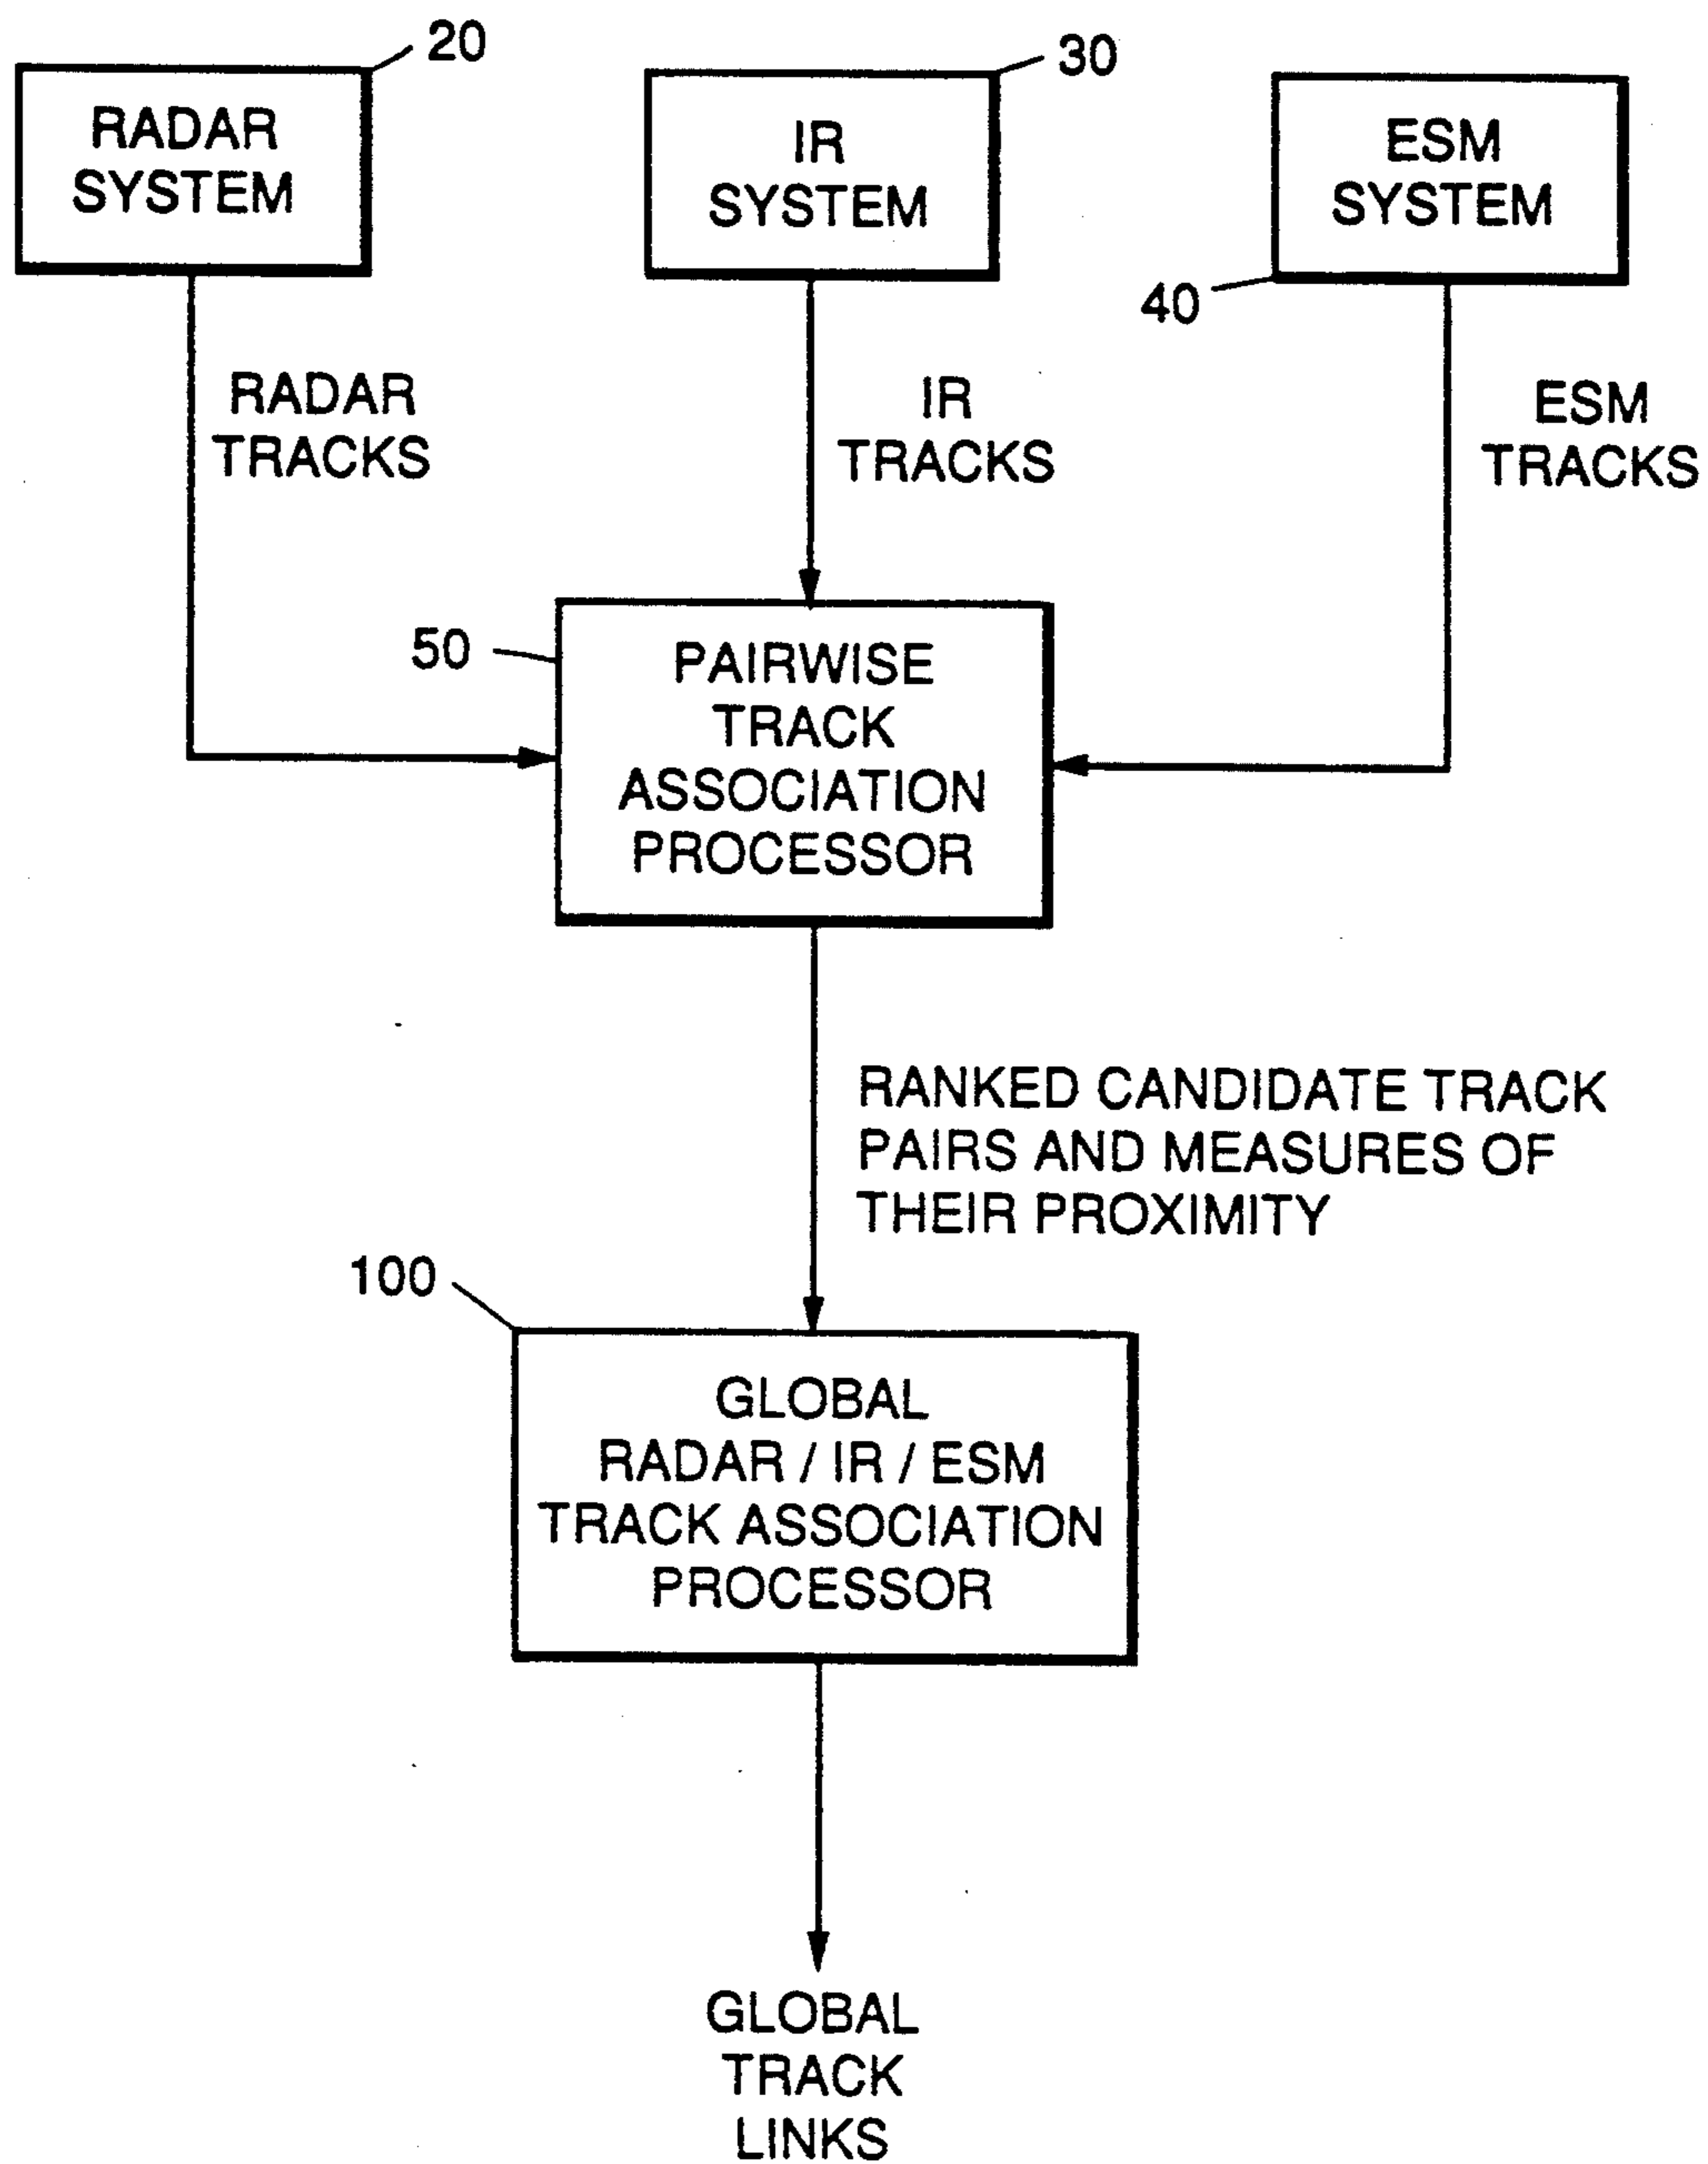 20
RADAR
SYSTEM
30
IR
SYSTEM
ESM
SYSTEM
40
RADAR
TRACKS
IR
TRACKS
ESM
TRACKS
50
PAIRWISE
TRACK
ASSOCIATION
PROCESSOR
RANKED CANDIDATE TRACK
PAIRS AND MEASURES OF
THEIR PROXIMITY
100
GLOBAL
RADAR / IR / ESM
TRACK ASSOCIATION
PROCESSOR
GLOBAL
TRACK
LINKS